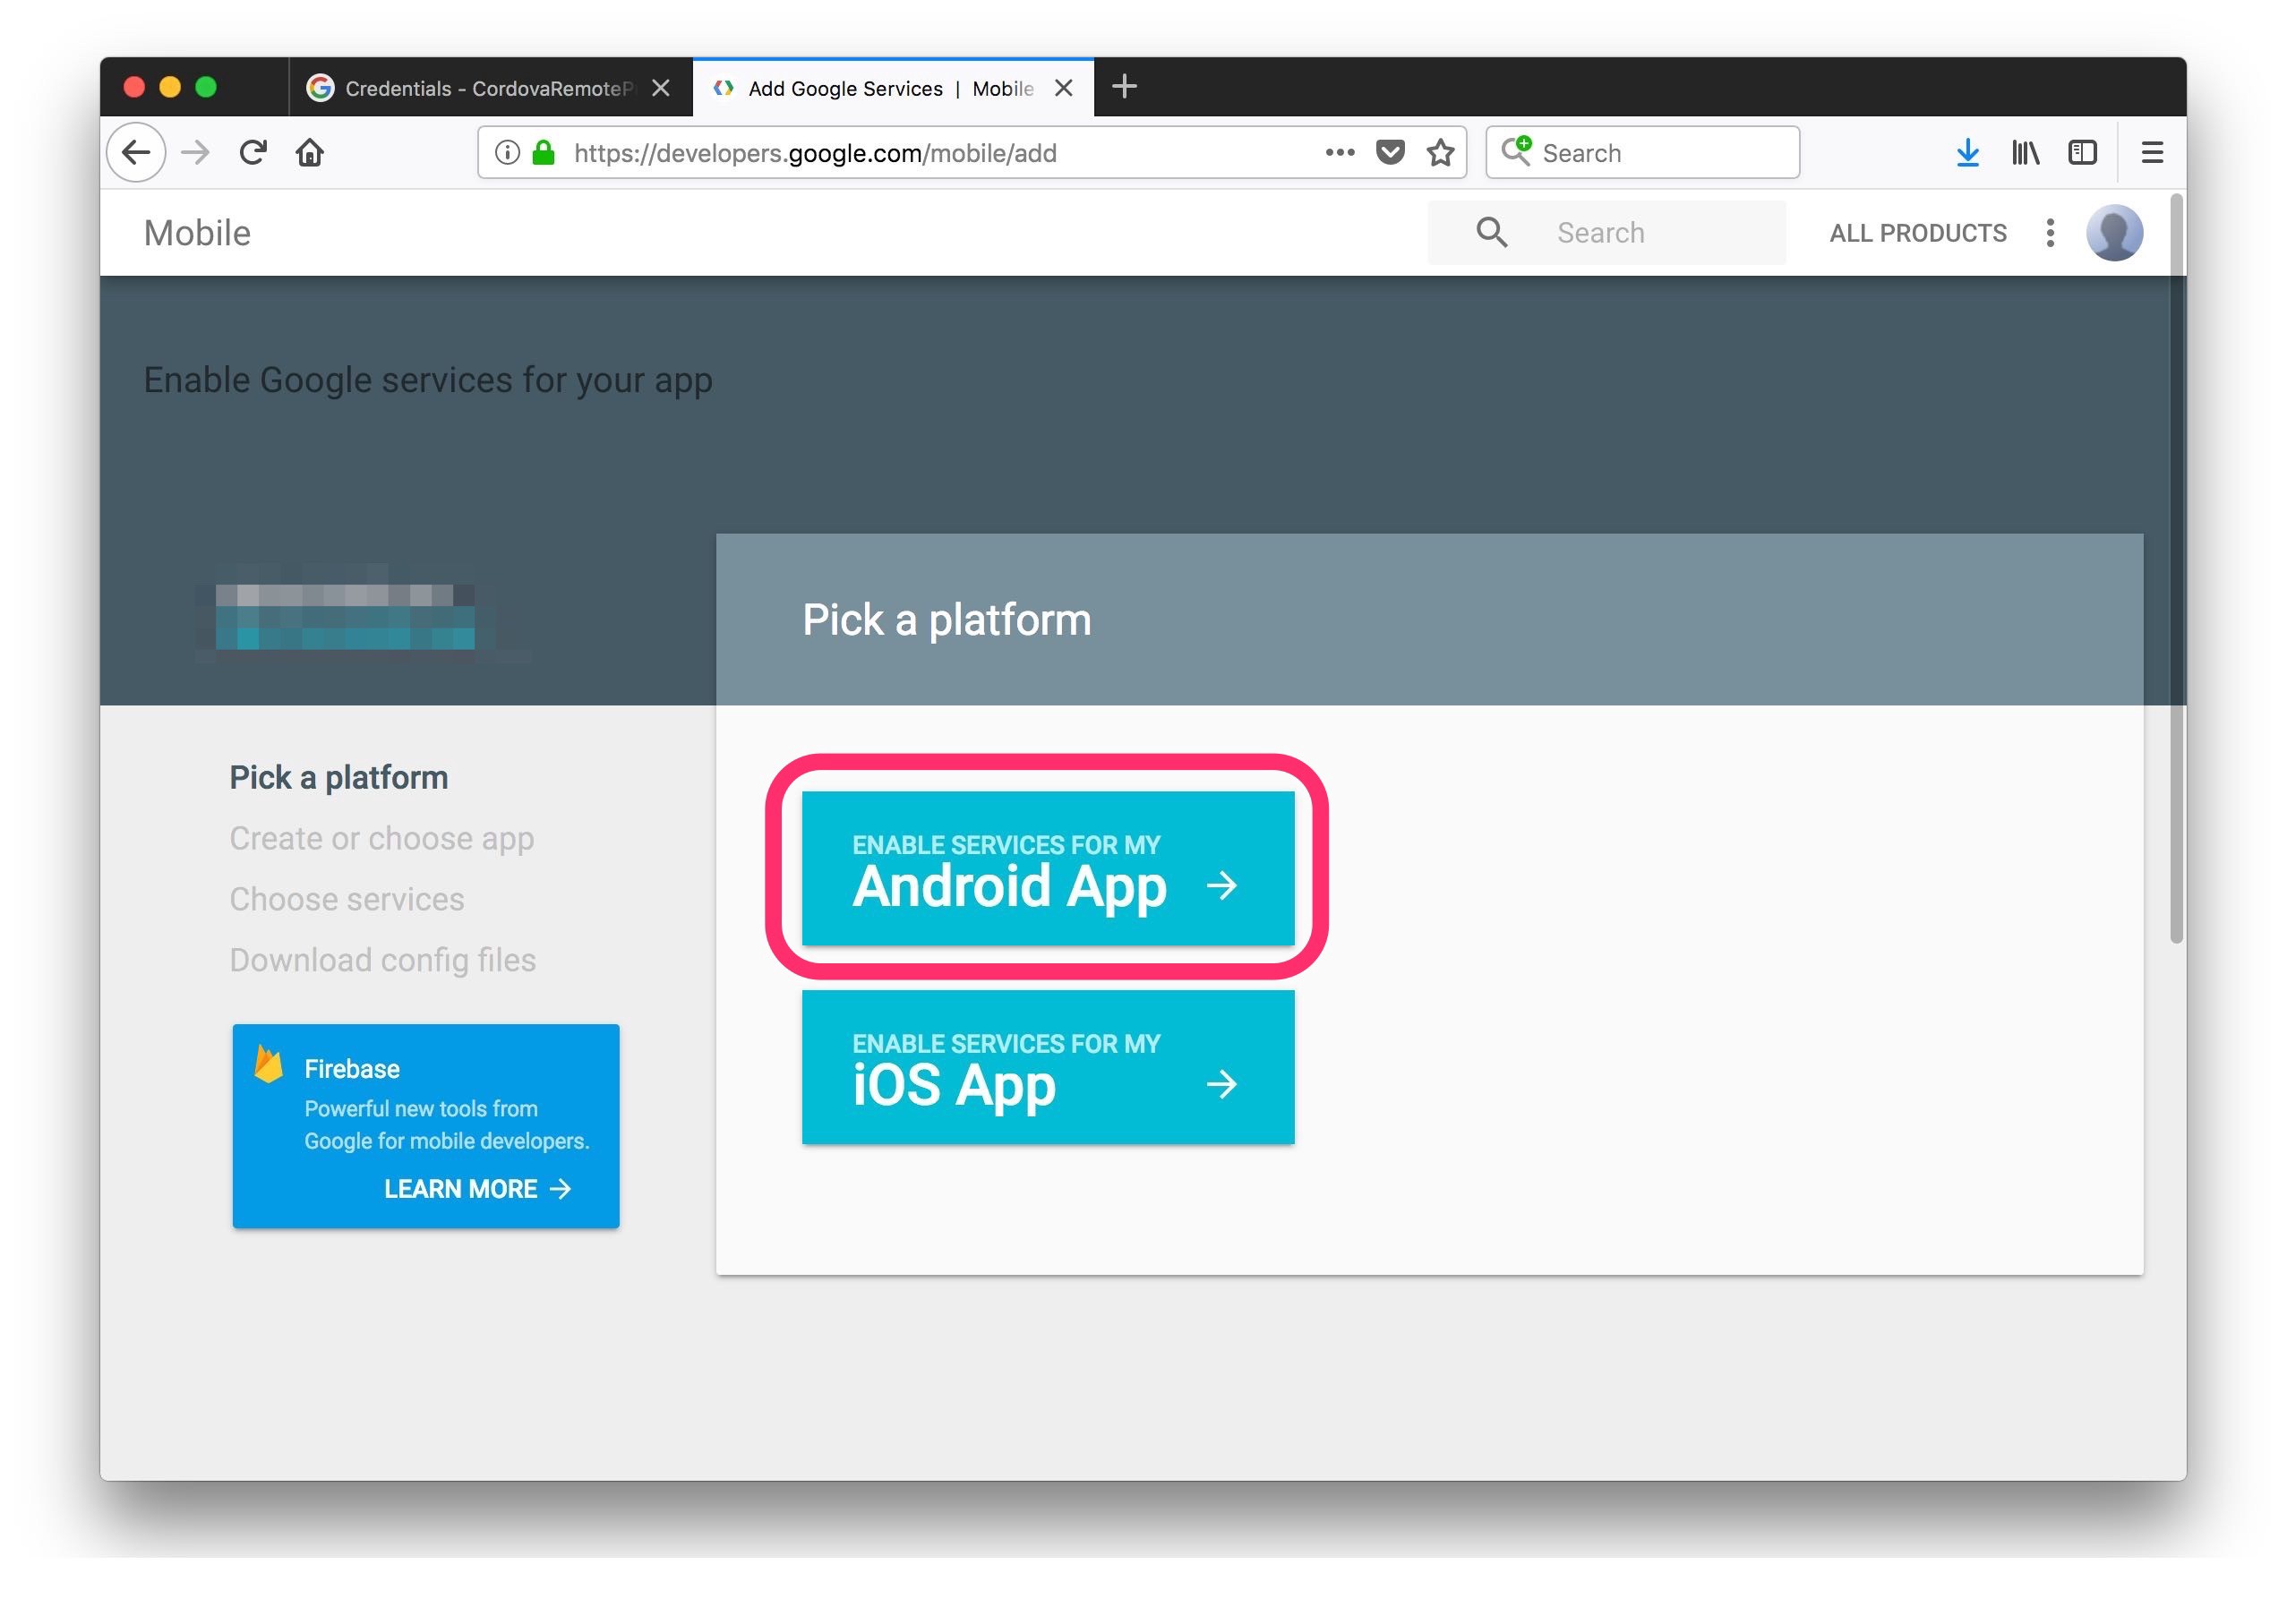 Credentials - CordovaRemoteP
Add Google Services | Mobile
https://developers.google.com/mobile/add
Search
Mobile
Search
ALL PRODUCTS
Enable Google services for your app
Pick a platform
Pick a platform
Create or choose app
Choose services
Download config files
ENABLE SERVICES FOR MY
Android App
ENABLE SERVICES FOR MY
iOS App
Firebase
Powerful new tools from
Google for mobile developers.
LEARN MORE